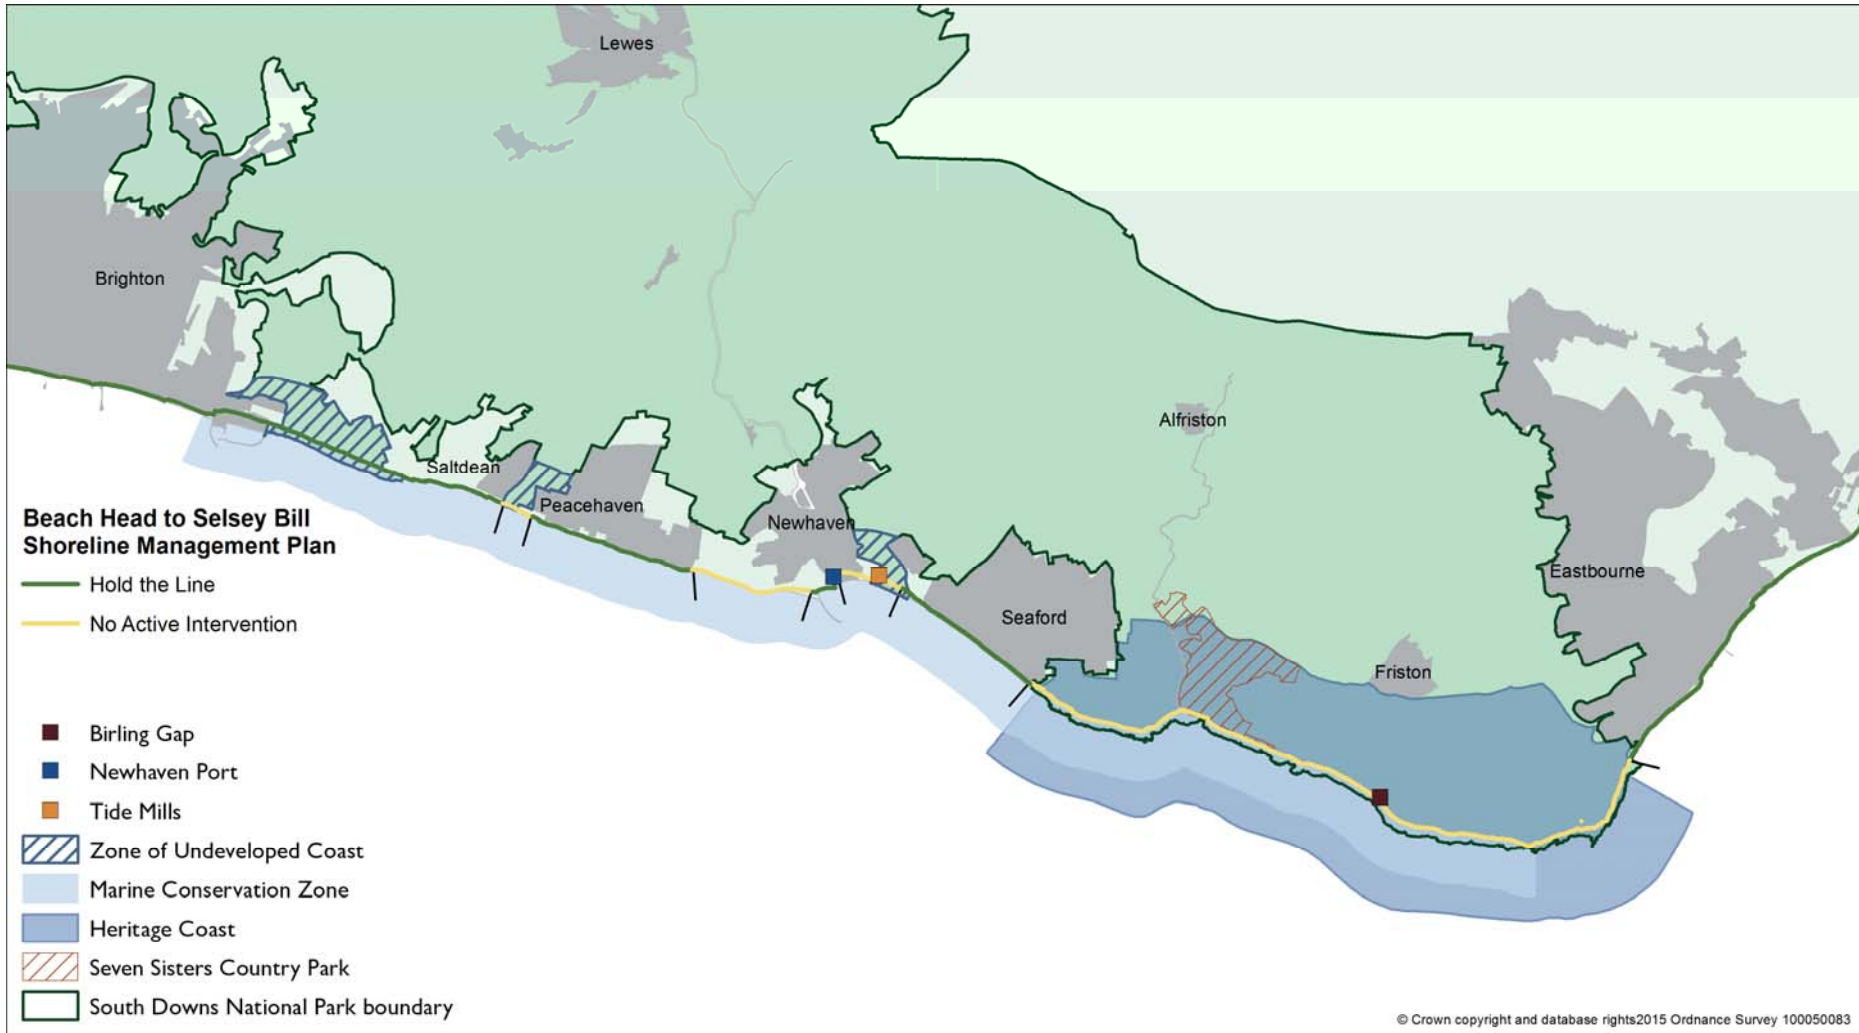 Lewes
Brighton
Alfriston
Saltdean
Peacehaven
Newhaven
Eastbourne
Seaford
Friston
Beach Head to Selsey Bill
Shoreline Management Plan
Hold the Line
No Active Intervention
Birling Gap
Newhaven Port
Tide Mills
Zone of Undeveloped Coast
Marine Conservation Zone
Heritage Coast
Seven Sisters Country Park
South Downs National Park boundary
© Crown copyright and database rights2015 Ordnance Survey 100050083